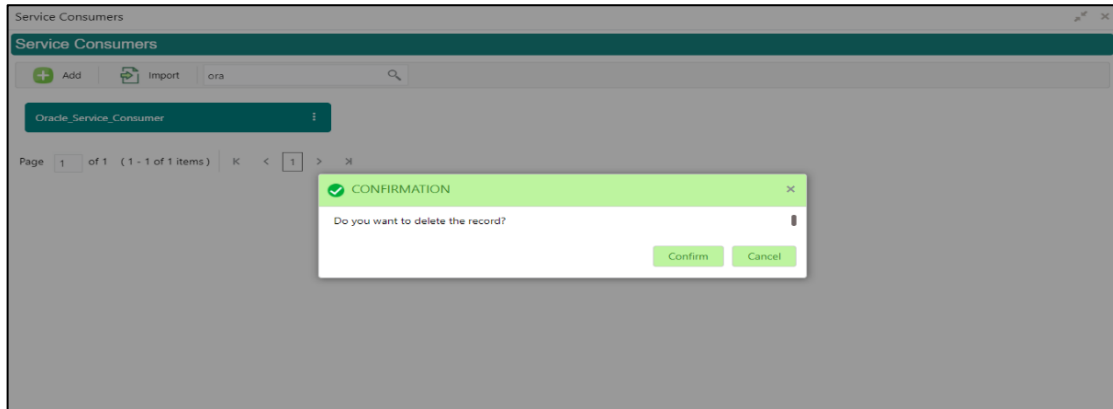 Service Consumers
Service Consumers
Add Import ora
Oracle_Service_Consumer
Page 1 of 1 (1 - 1 of 1 items) K < 1 > >|
CONFIRMATION
Do you want to delete the record?
Confirm Cancel